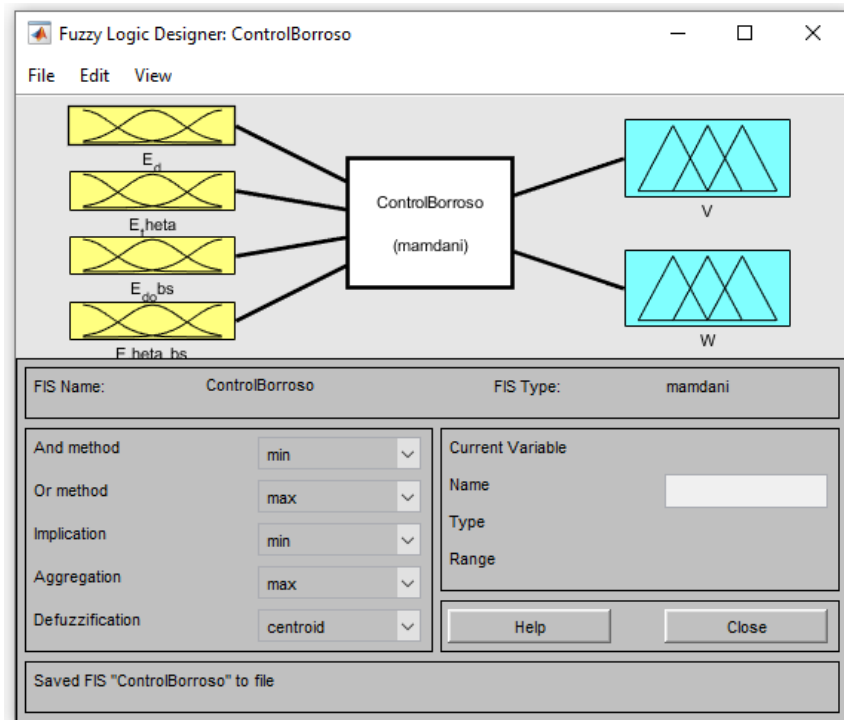 Fuzzy Logic Designer: ControlBorroso
File Edit View
E_d
E_theta
E_do_bs
E_heta_bs
ControlBorroso
(mamdani)
V
W
FIS Name: ControlBorroso FIS Type: mamdani
And method min
Or method max
Implication min
Aggregation max
Defuzzification centroid
Current Variable
Name
Type
Range
Help Close
Saved FIS "ControlBorroso" to file